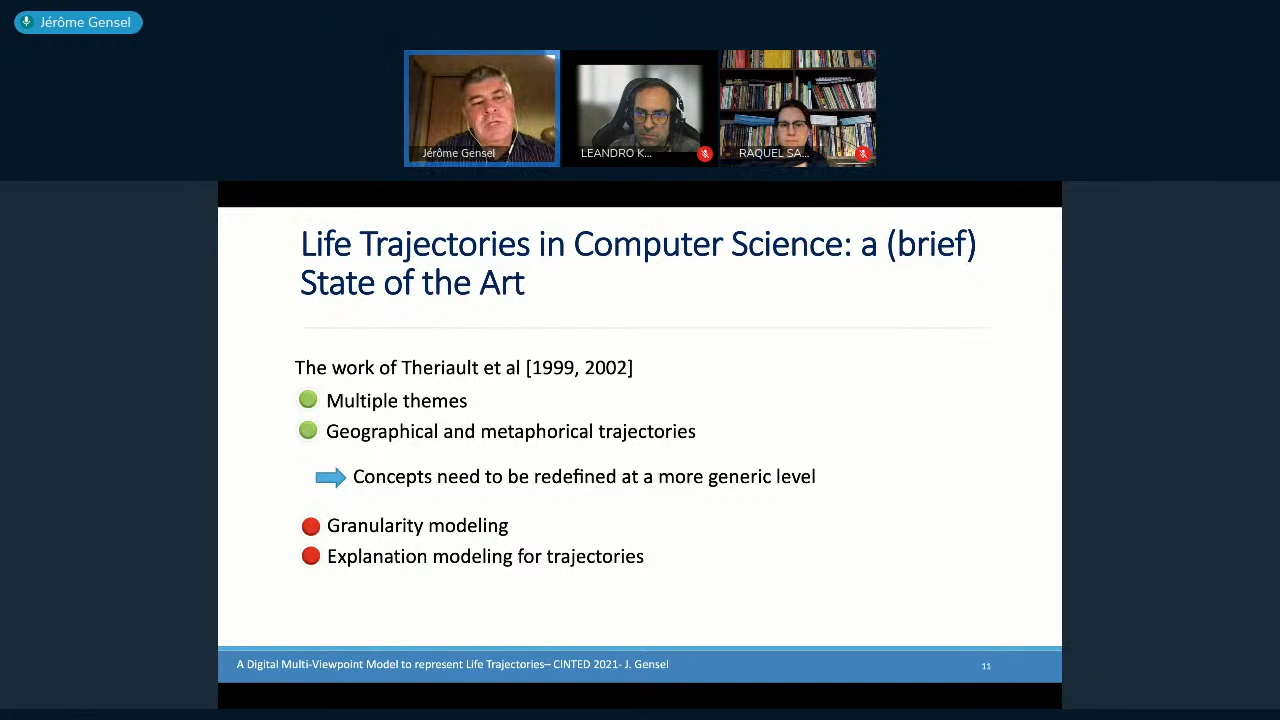 Jérôme Gensel
Jérôme Gensel
LEANDRO K...
RAQUEL SA...
Life Trajectories in Computer Science: a (brief)
State of the Art
The work of Theriault et al [1999, 2002]
Multiple themes
Geographical and metaphorical trajectories
Concepts need to be redefined at a more generic level
Granularity modeling
Explanation modeling for trajectories
A Digital Multi-Viewpoint Model to represent Life Trajectories– CINTED 2021- J. Gensel
11